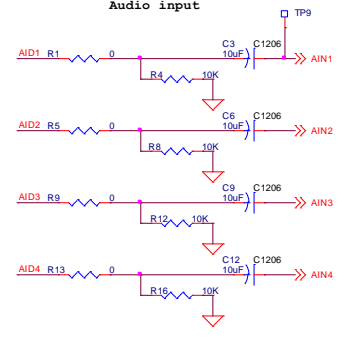 Audio input
TP9
C3 C1206
AID1 R1 0 10uF AIN1
R4 10K
C6 C1206
AID2 R5 0 10uF AIN2
R8 10K
C9 C1206
AID3 R9 0 10uF AIN3
R12 10K
C12 C1206
AID4 R13 0 10uF AIN4
R16 10K